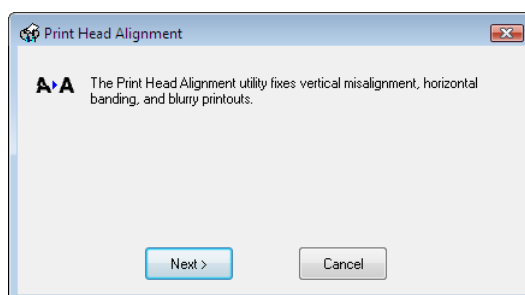 Print Head Alignment
A A The Print Head Alignment utility fixes vertical misalignment, horizontal
banding, and blurry printouts.
Next > Cancel